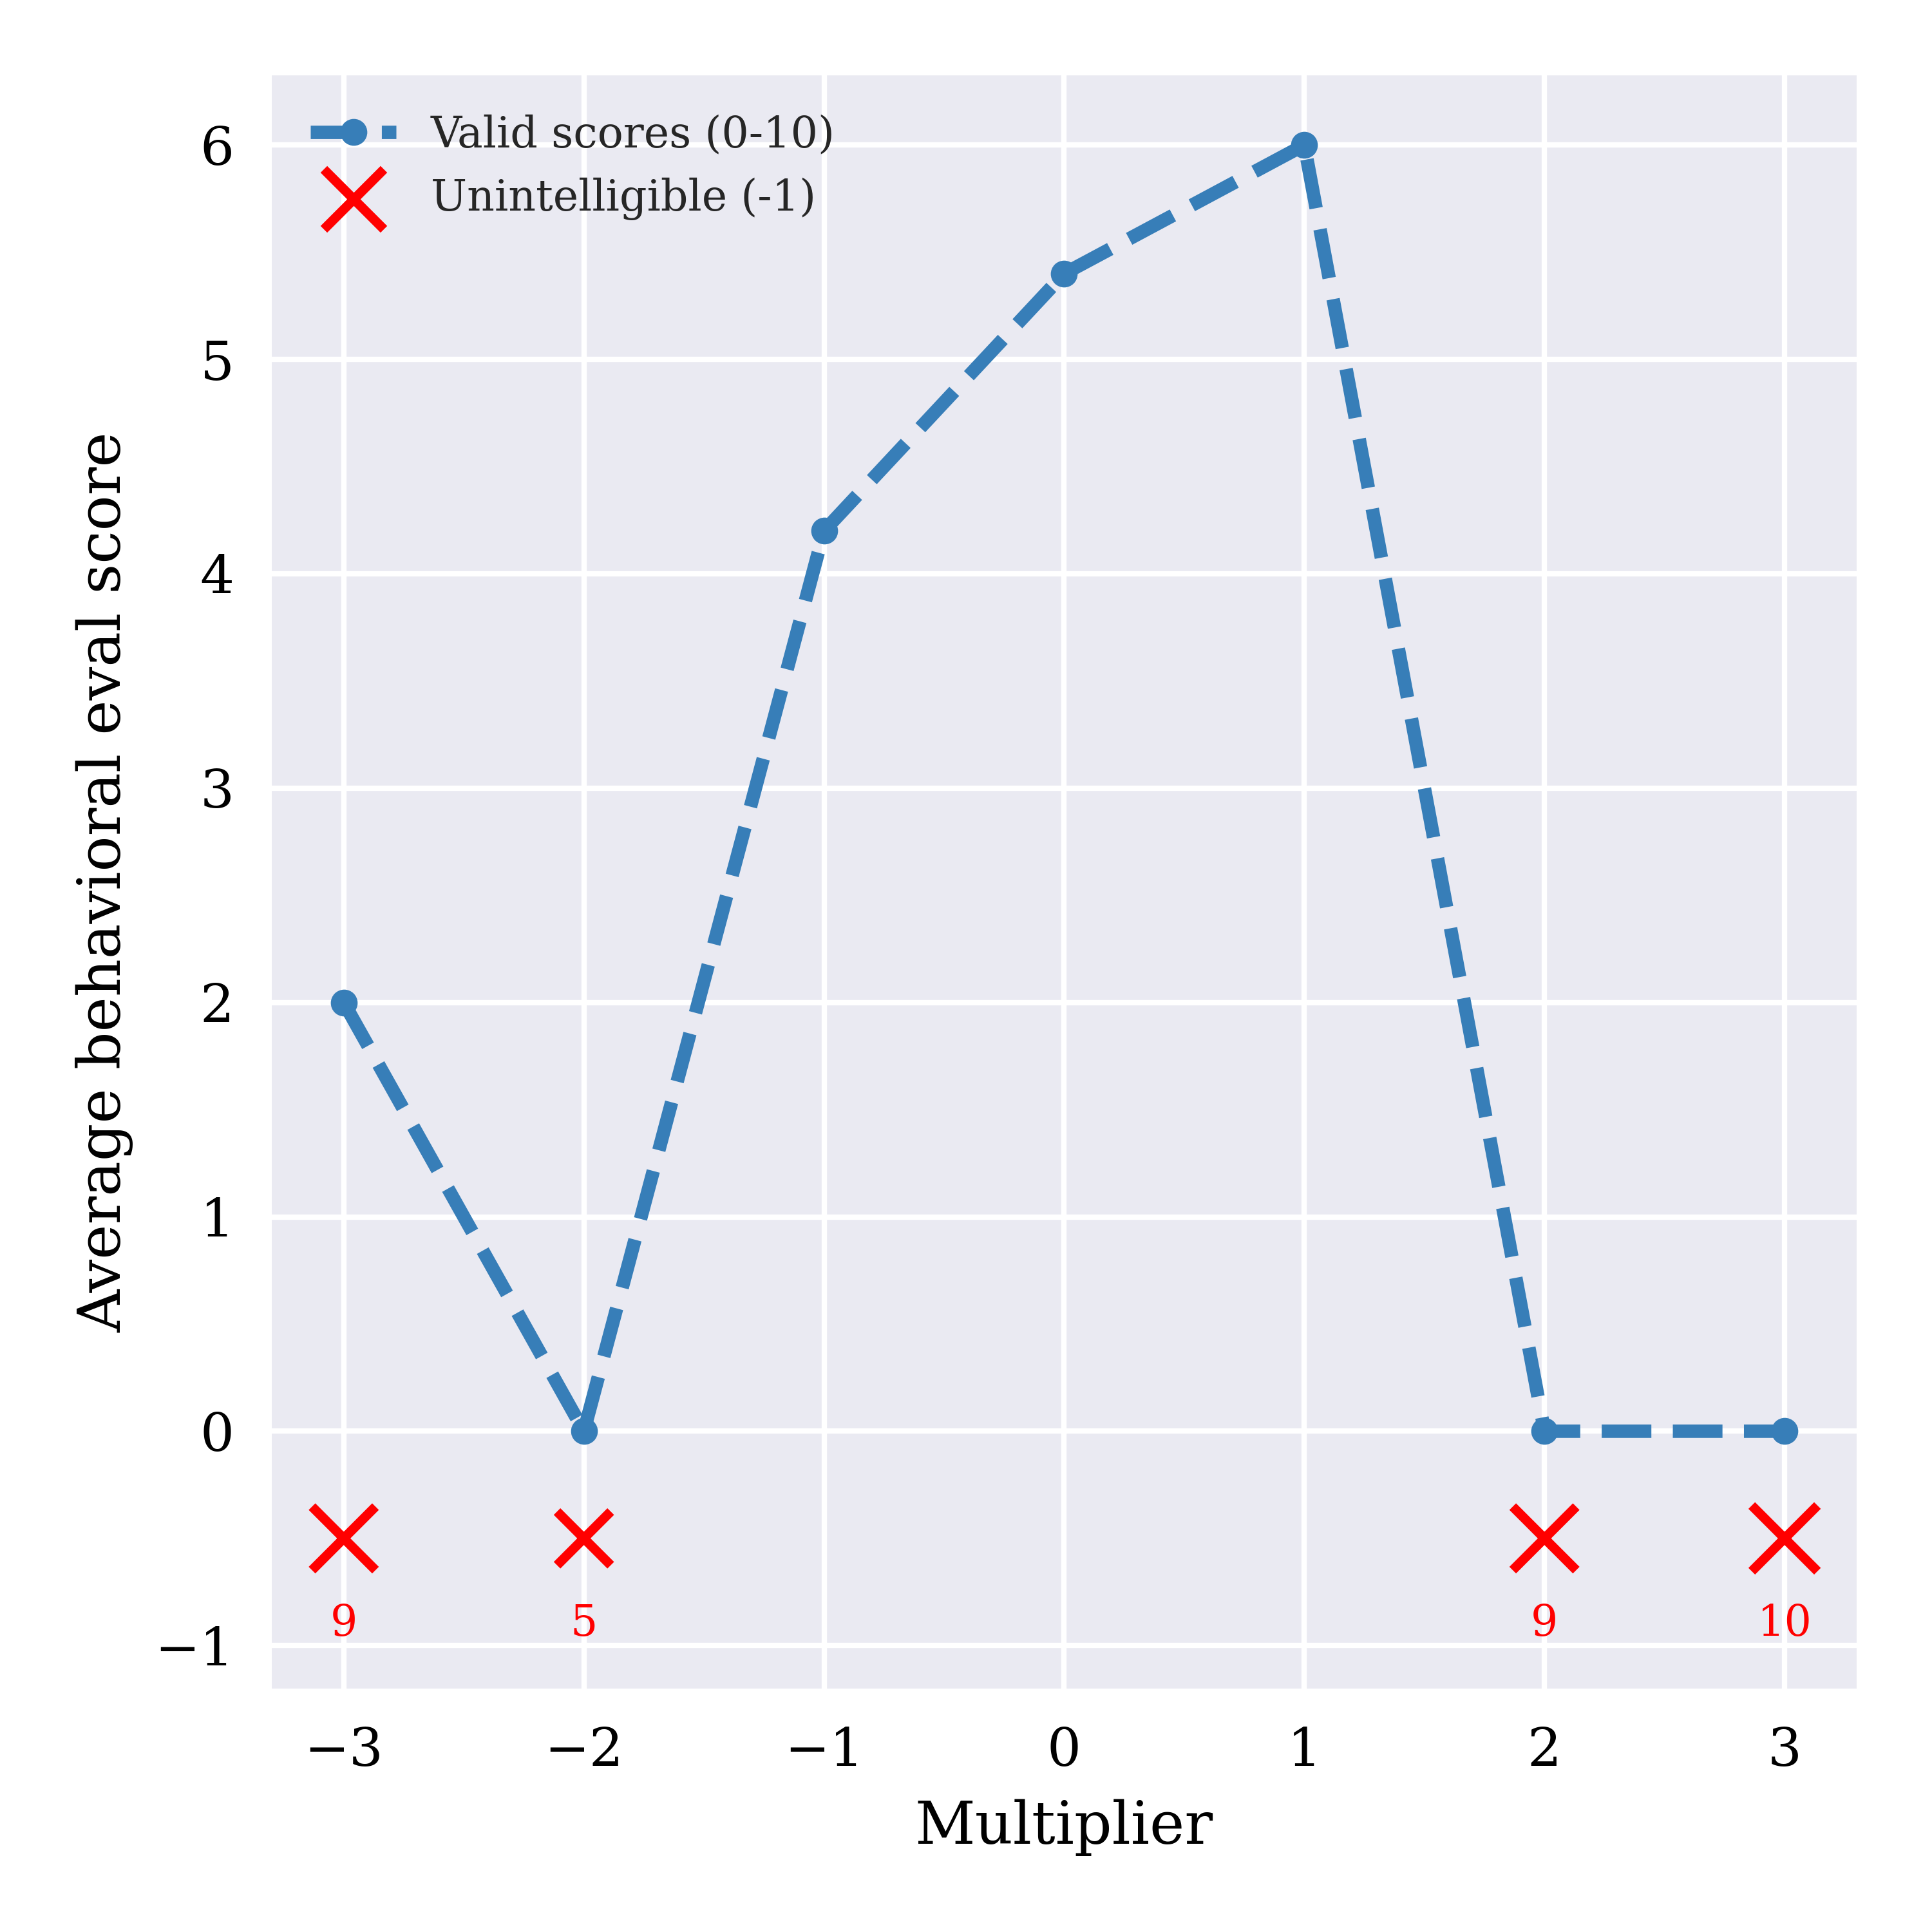 Valid scores (0-10)
Unintelligible (-1)
6
5
4
3
2
1
0
−1
Average behavioral eval score
9 5 9 10
−3 −2 −1 0 1 2 3
Multiplier